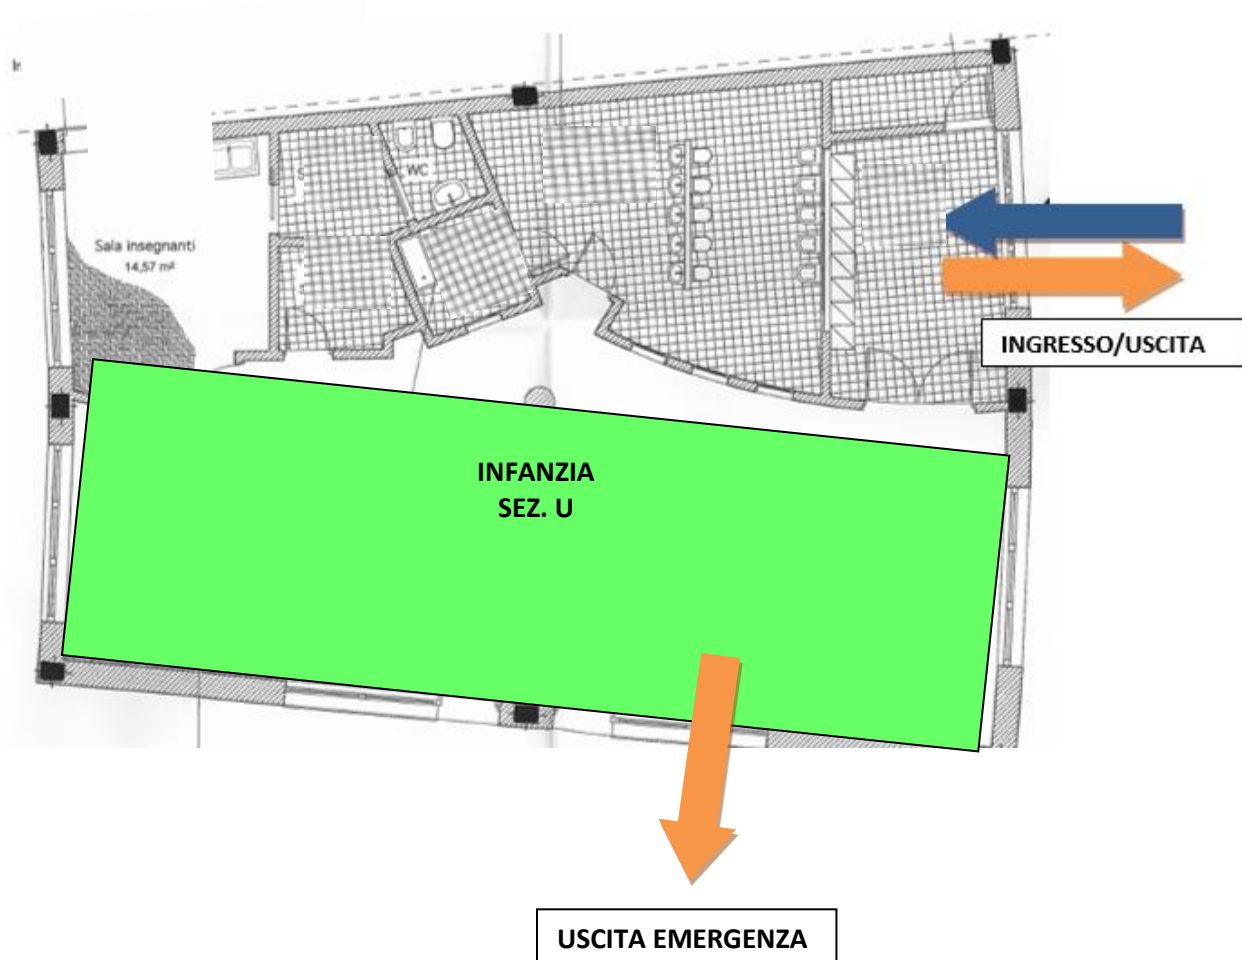 WC
Sala insegnanti
14,57 m²
INGRESSO/USCITA
INFANZIA
SEZ. U
USCITA EMERGENZA